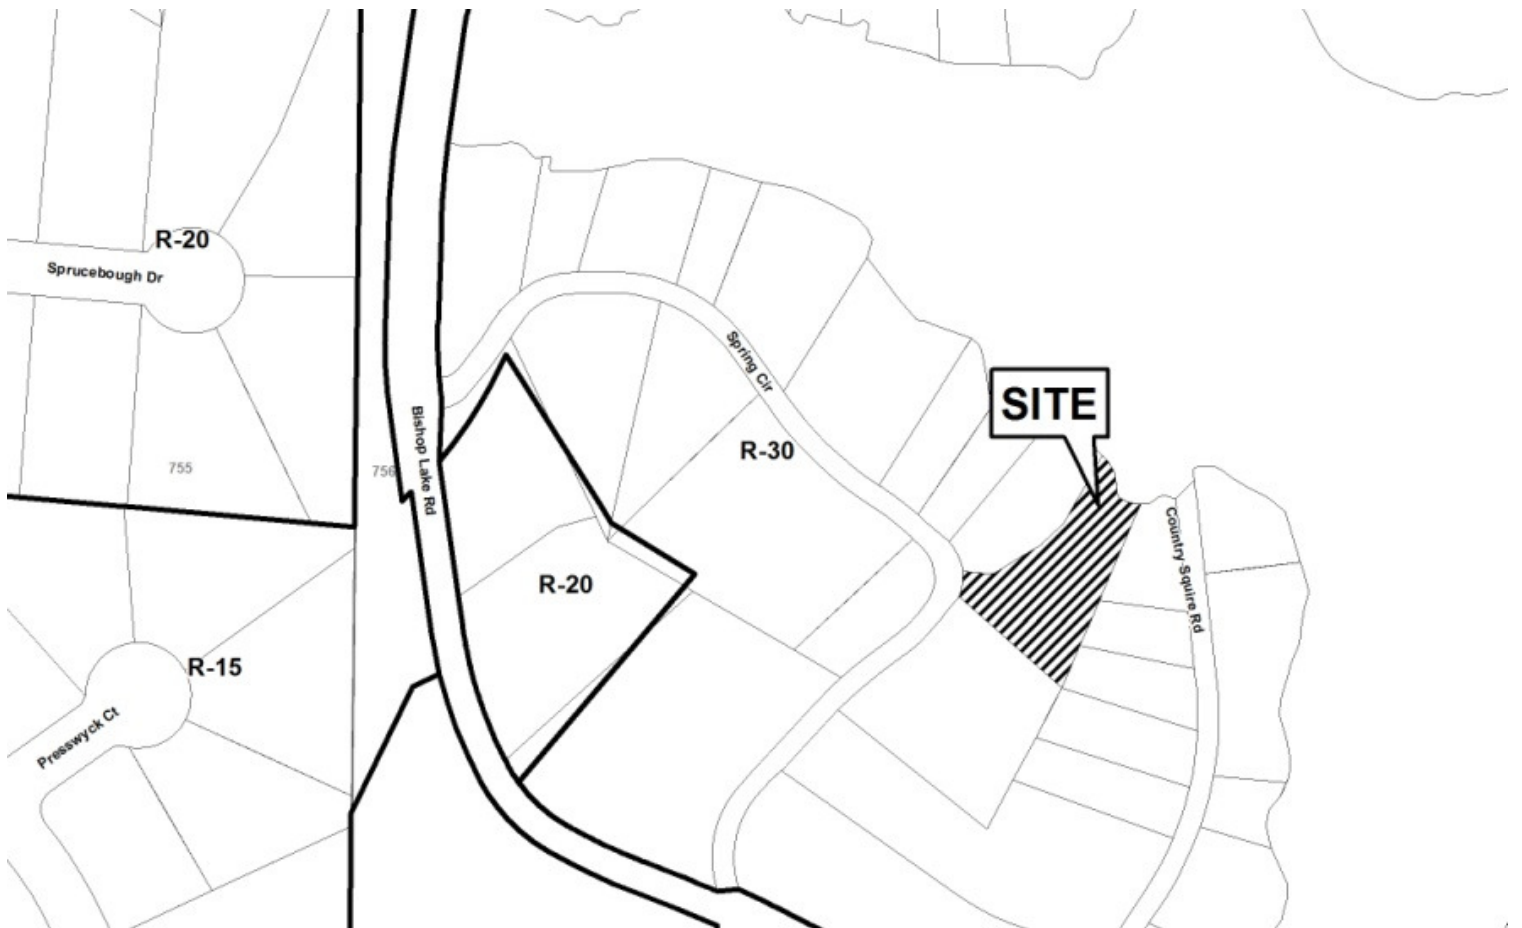 R-20
Sprucebough Dr
Spring Cir
SITE
Bishop Lake Rd
R-30
755
756
Country Squire Rd
R-20
R-15
Presswyck Ct